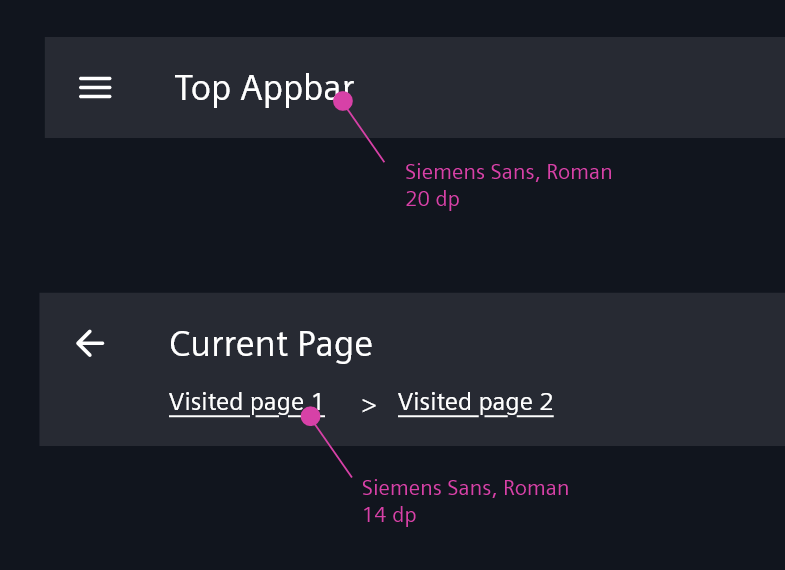 Top Appbar
Siemens Sans, Roman
20 dp
Current Page
Visited page 1 > Visited page 2
Siemens Sans, Roman
14 dp